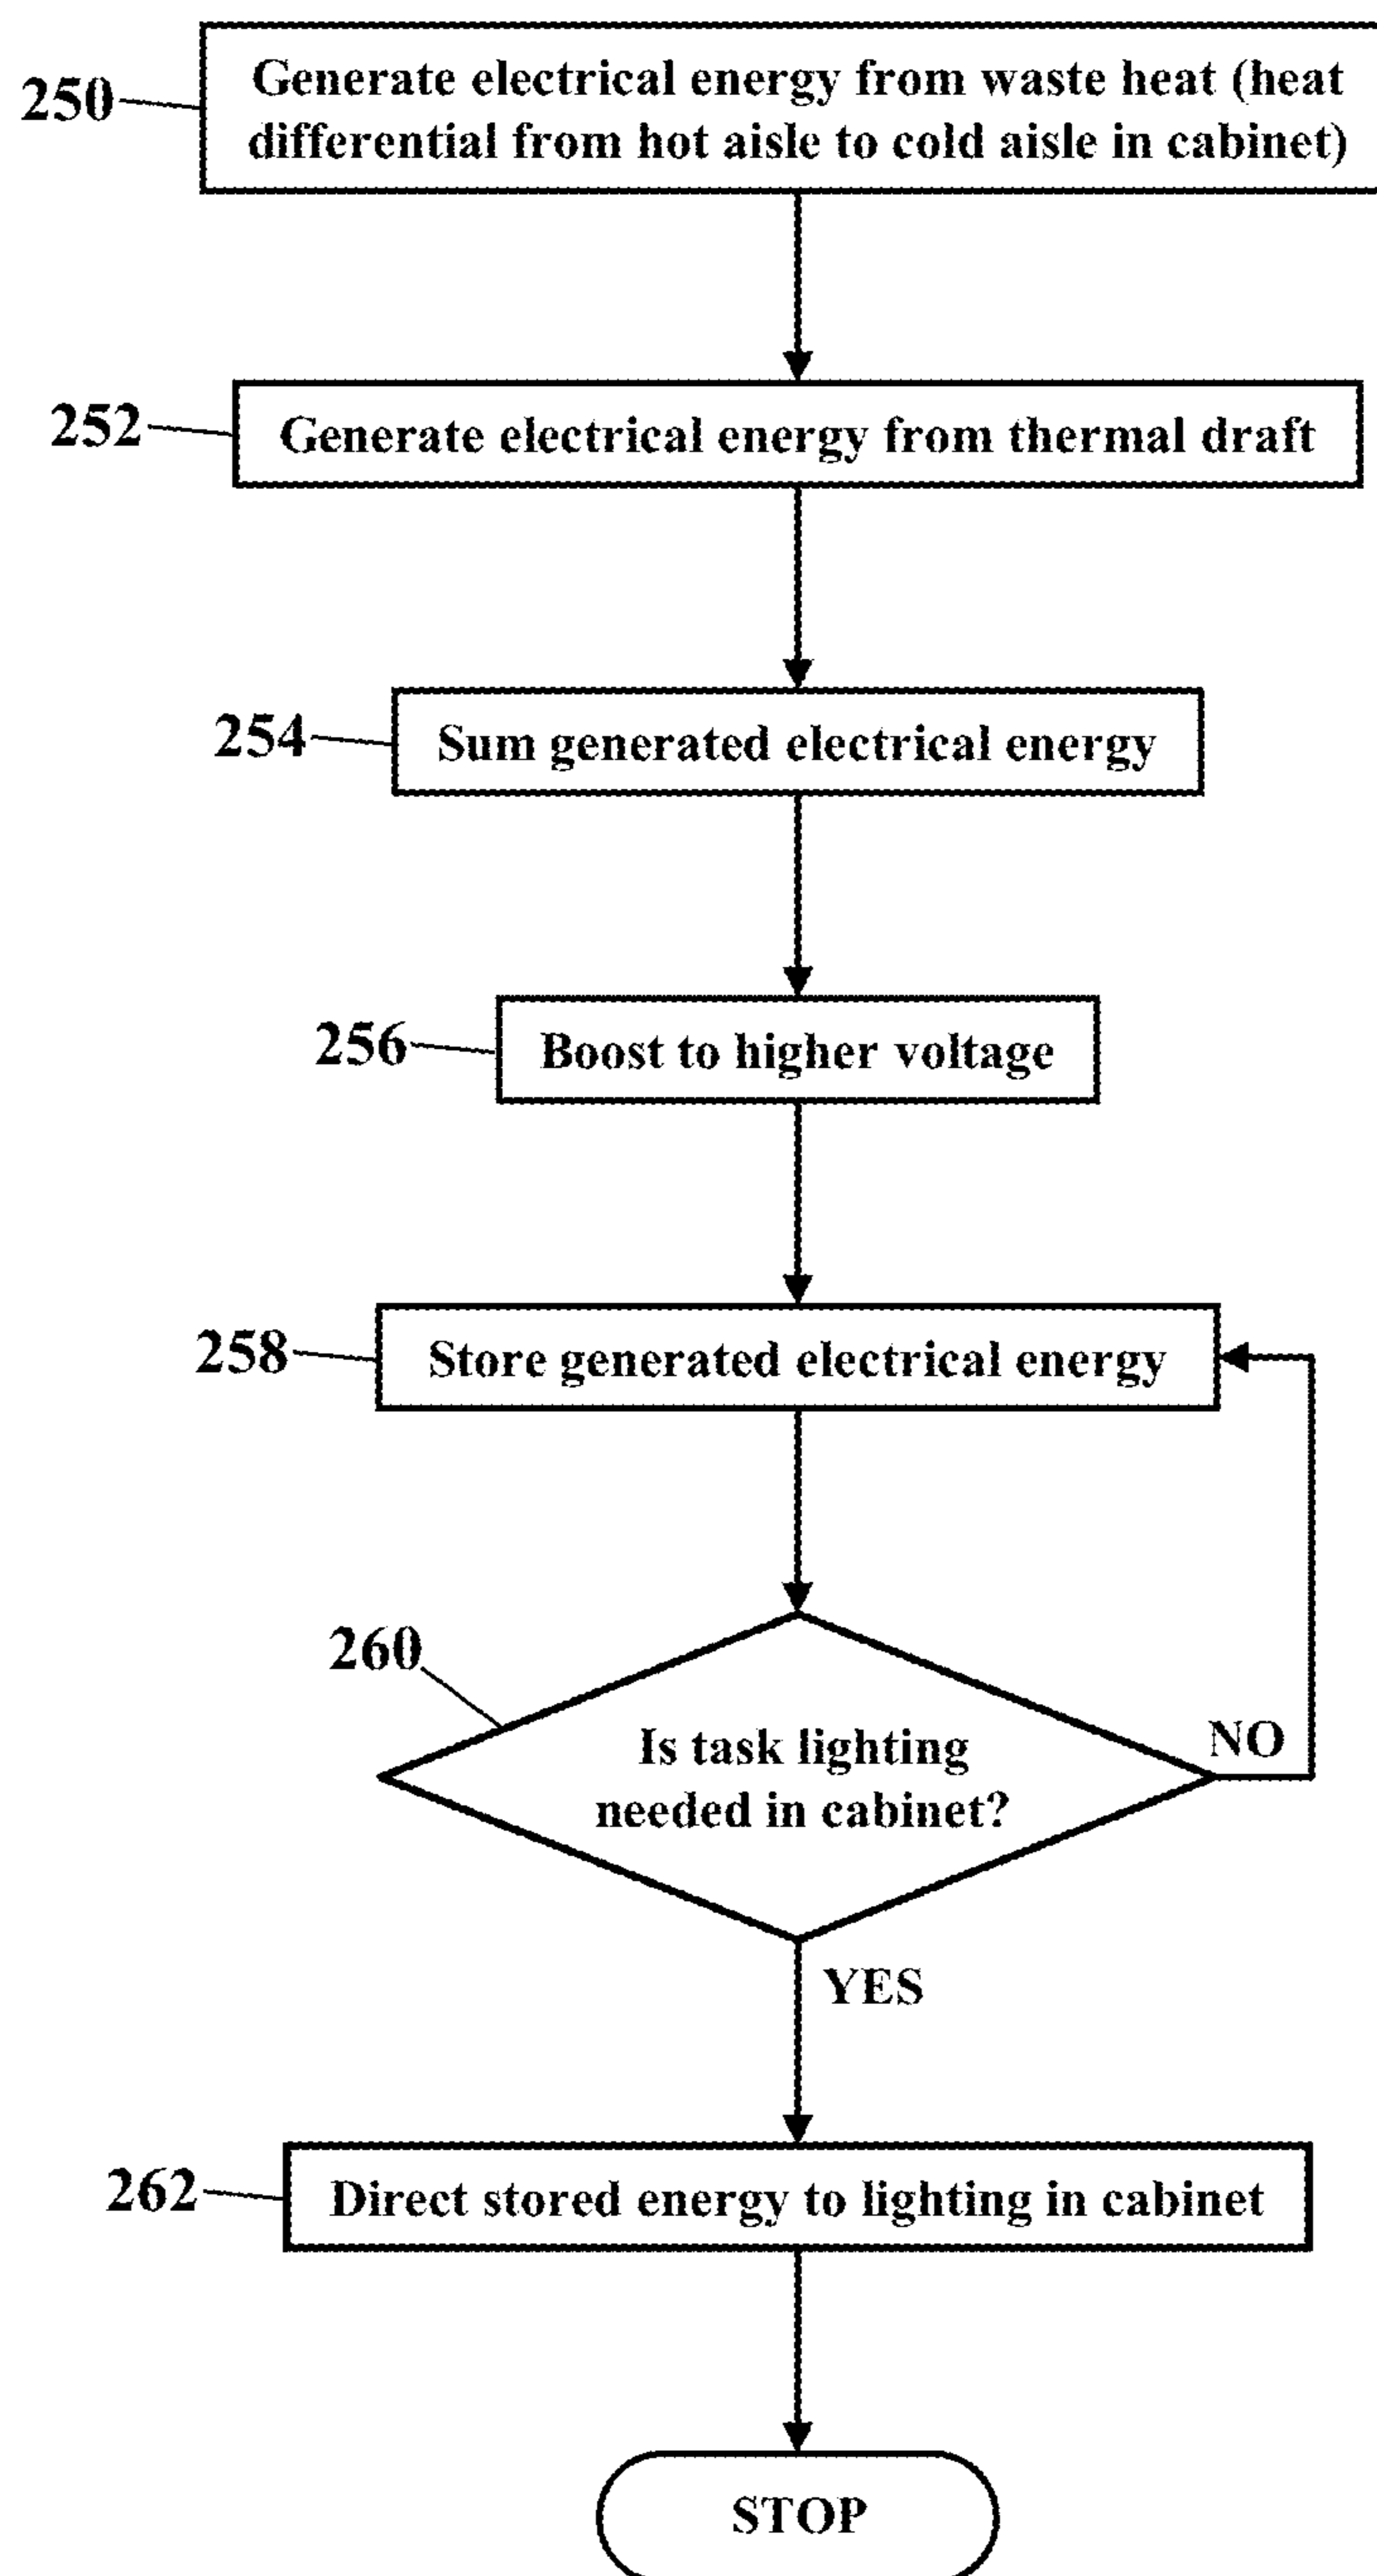 250
Generate electrical energy from waste heat (heat
differential from hot aisle to cold aisle in cabinet)
252
Generate electrical energy from thermal draft
254
Sum generated electrical energy
256
Boost to higher voltage
258
Store generated electrical energy
260
Is task lighting
needed in cabinet?
NO
YES
262
Direct stored energy to lighting in cabinet
STOP